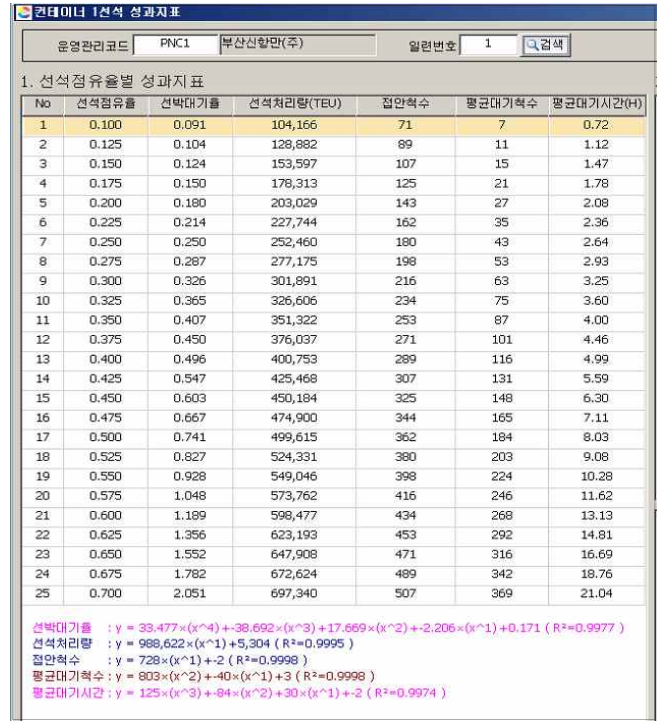 컨테이너 1선석 성과지표
운영관리코드 PNC1 부산신항만(주) 일련번호 1 검색
1. 선석점유율별 성과지표
No 선석점유율 선박대기율 선석처리량(TEU) 접안척수 평균대기척수 평균대기시간(H)
1 0.100 0.091 104,166 71 7 0.72
2 0.125 0.104 128,882 89 11 1.12
3 0.150 0.124 153,597 107 15 1.47
4 0.175 0.150 178,313 125 21 1.78
5 0.200 0.180 203,029 143 27 2.08
6 0.225 0.214 227,744 162 35 2.36
7 0.250 0.250 252,460 180 43 2.64
8 0.275 0.287 277,175 198 53 2.93
9 0.300 0.326 301,891 216 63 3.25
10 0.325 0.365 326,606 234 75 3.60
11 0.350 0.407 351,322 253 87 4.00
12 0.375 0.450 376,037 271 101 4.46
13 0.400 0.496 400,753 289 116 4.99
14 0.425 0.547 425,468 307 131 5.59
15 0.450 0.603 450,184 325 148 6.30
16 0.475 0.667 474,900 344 165 7.11
17 0.500 0.741 499,615 362 184 8.03
18 0.525 0.827 524,331 380 203 9.08
19 0.550 0.928 549,046 398 224 10.28
20 0.575 1.048 573,762 416 246 11.62
21 0.600 1.189 598,477 434 268 13.13
22 0.625 1.356 623,193 453 292 14.81
23 0.650 1.552 647,908 471 316 16.69
24 0.675 1.782 672,624 489 342 18.76
25 0.700 2.051 697,340 507 369 21.04
선박대기율 : y = 33.477×(x^4)+-38.692×(x^3)+17.669×(x^2)+-2.206×(x^1)+0.171 ( R²=0.9977 )
선석처리량 : y = 988,622×(x^1)+5,304 ( R²=0.9995 )
접안척수 : y = 728×(x^1)+-2 ( R²=0.9998 )
평균대기척수 : y = 803×(x^2)+-40×(x^1)+3 ( R²=0.9998 )
평균대기시간 : y = 125×(x^3)+-84×(x^2)+30×(x^1)+-2 ( R²=0.9974 )